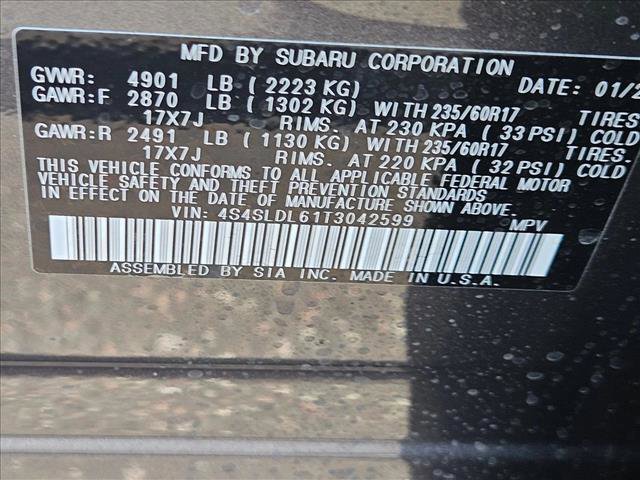 MFD BY SUBARU CORPORATION
GVWR: 4901 LB ( 2223 KG) DATE: 01/2
GAWR:F 2870 LB ( 1302 KG) WITH 235/60R17 TIRES
17X7J RIMS. AT 230 KPA ( 33 PSI) COLD
GAWR:R 2491 LB ( 1130 KG) WITH 235/60R17 TIRES.
17X7J RIMS. AT 220 KPA ( 32 PSI) COLD
THIS VEHICLE CONFORMS TO ALL APPLICABLE FEDERAL MOTOR
VEHICLE SAFETY AND THEFT PREVENTION STANDARDS
IN EFFECT ON THE DATE OF MANUFACTURE SHOWN ABOVE.
VIN: 4S4SLDL61T3042599 MPV
ASSEMBLED BY SIA INC. MADE IN U.S.A.